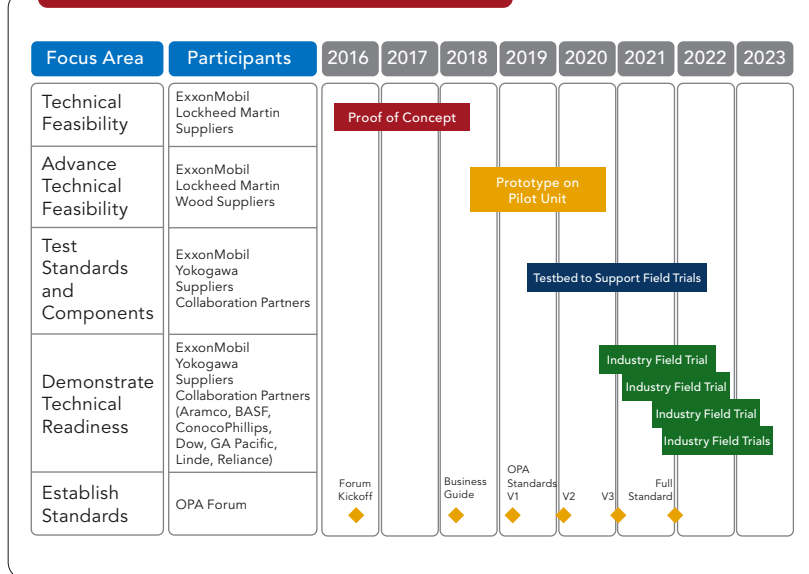 Focus Area
Participants
2016
2017
2018
2019
2020
2021
2022
2023
Technical
Feasibility
ExxonMobil
Lockheed Martin
Suppliers
Proof of Concept
Advance
Technical
Feasibility
ExxonMobil
Lockheed Martin
Wood Suppliers
Prototype on
Pilot Unit
Test
Standards
and
Components
ExxonMobil
Yokogawa
Suppliers
Collaboration Partners
Testbed to Support Field Trials
Demonstrate
Technical
Readiness
ExxonMobil
Yokogawa
Suppliers
Collaboration Partners
(Aramco, BASF,
ConocoPhillips,
Dow, GA Pacific,
Linde, Reliance)
Industry Field Trial
Industry Field Trial
Industry Field Trial
Industry Field Trials
Establish
Standards
OPA Forum
Forum
Kickoff
Business
Guide
OPA
Standards
V1
V2
V3
Full
Standard